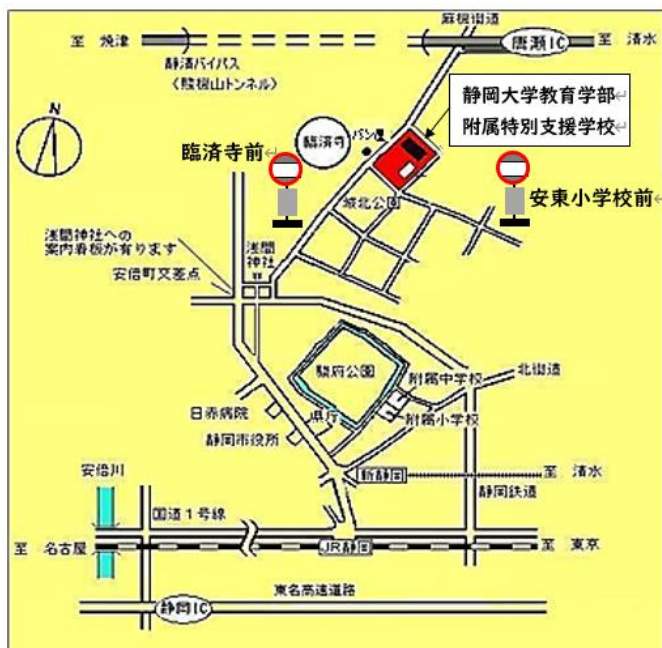 麻機街道
至 焼津
唐瀬IC
至 清水
静清バイパス
(賤機山トンネル)
静岡大学教育学部
附属特別支援学校
N
臨済寺
パン屋
臨済寺前
安東小学校前
城北公園
浅間神社への
案内看板が有ります
浅間
神社
安倍町交差点
駿府公園
附属中学校
北街道
日赤病院
県庁
附属小学校
静岡市役所
安倍川
新静岡
至 清水
静岡鉄道
国道1号線
至 名古屋
JR静岡
至 東京
東名高速道路
静岡IC